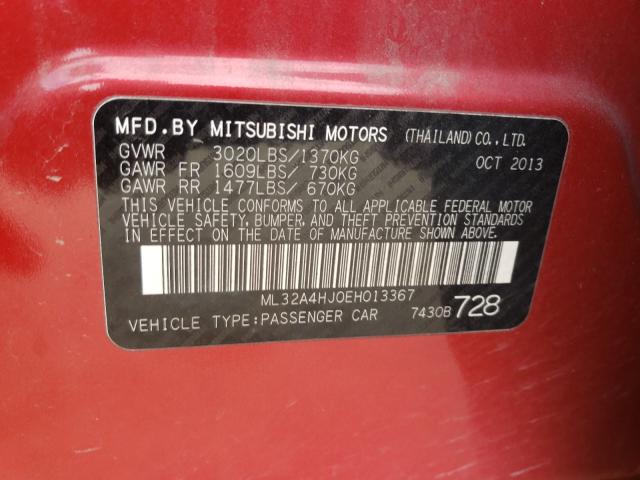 MFD.BY MITSUBISHI MOTORS (THAILAND) CO., LTD.
GVWR 3020LBS/1370KG OCT 2013
GAWR FR 1609LBS/ 730KG
GAWR RR 1477LBS/ 670KG
THIS VEHICLE CONFORMS TO ALL APPLICABLE FEDERAL MOTOR
VEHICLE SAFETY, BUMPER, AND THEFT PREVENTION STANDARDS
IN EFFECT ON THE DATE OF MANUFACTURE SHOWN ABOVE.
ML32A4HJ0EH013367
VEHICLE TYPE:PASSENGER CAR 7430B 728